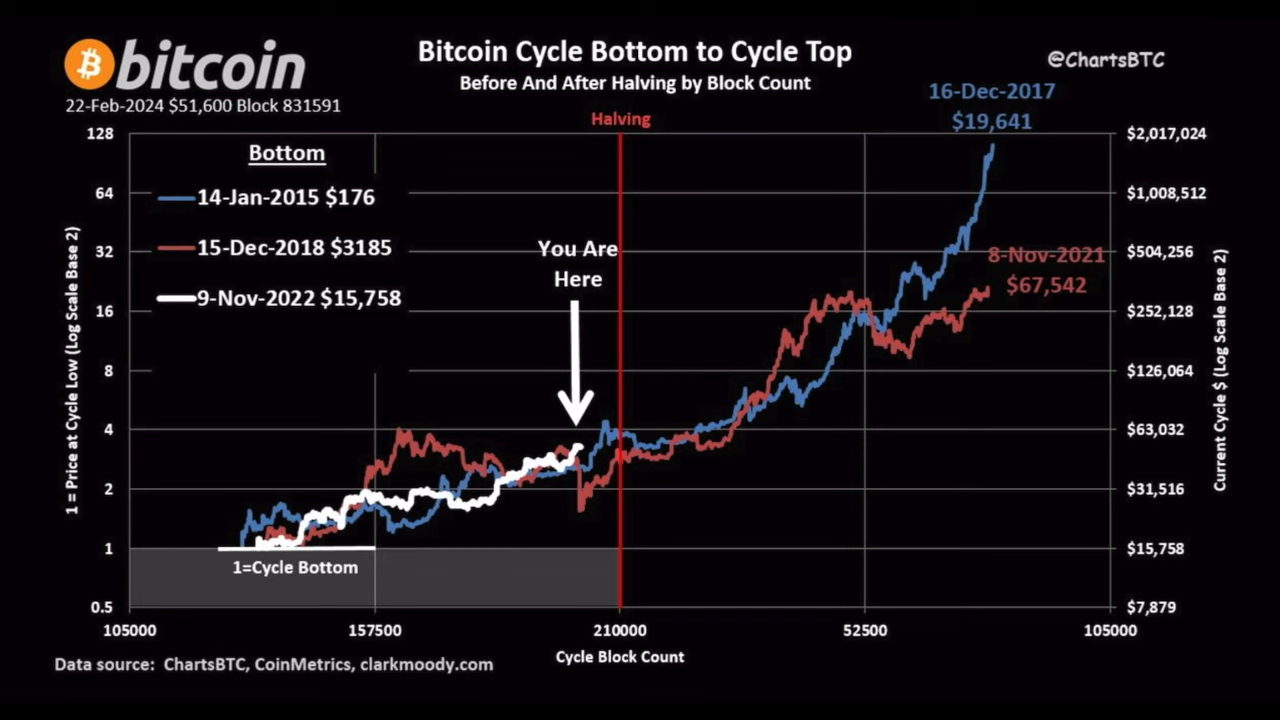 bitcoin
22-Feb-2024 $51,600 Block 831591
Bitcoin Cycle Bottom to Cycle Top
Before And After Halving by Block Count
@ChartsBTC
Halving
16-Dec-2017
$19,641
Bottom
14-Jan-2015 $176
15-Dec-2018 $3185
9-Nov-2022 $15,758
You Are
Here
8-Nov-2021
$67,542
1 = Price at Cycle Low (Log Scale Base 2)
128
64
32
16
8
4
2
1
0.5
$2,017,024
$1,008,512
$504,256
$252,128
$126,064
$63,032
$31,516
$15,758
$7,879
Current Cycle $ (Log Scale Base 2)
1=Cycle Bottom
105000
157500
210000
52500
105000
Cycle Block Count
Data source: ChartsBTC, CoinMetrics, clarkmoody.com